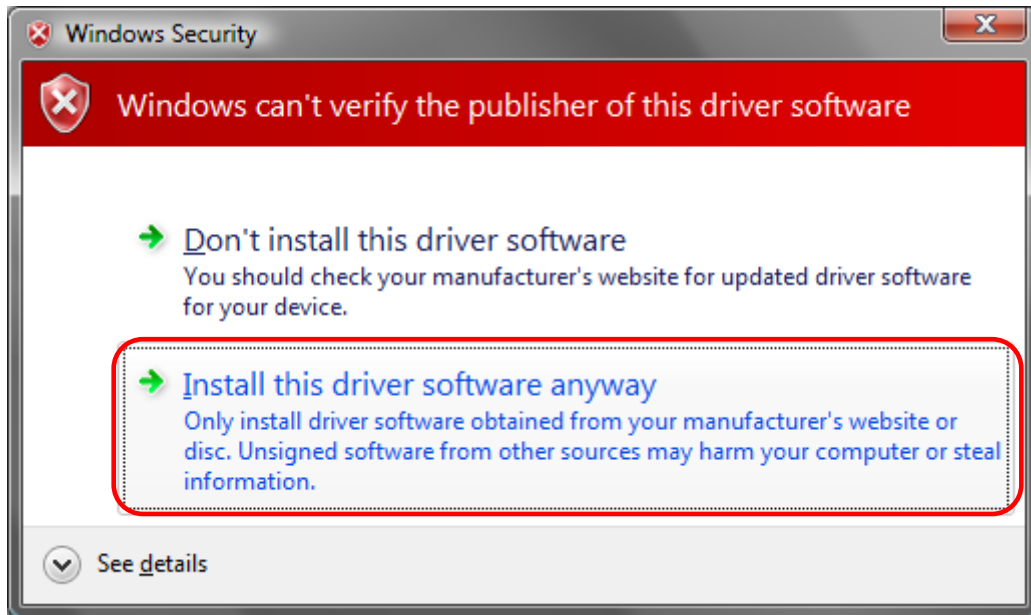 Windows Security
Windows can't verify the publisher of this driver software
Don't install this driver software
You should check your manufacturer's website for updated driver software
for your device.
Install this driver software anyway
Only install driver software obtained from your manufacturer's website or
disc. Unsigned software from other sources may harm your computer or steal
information.
See details